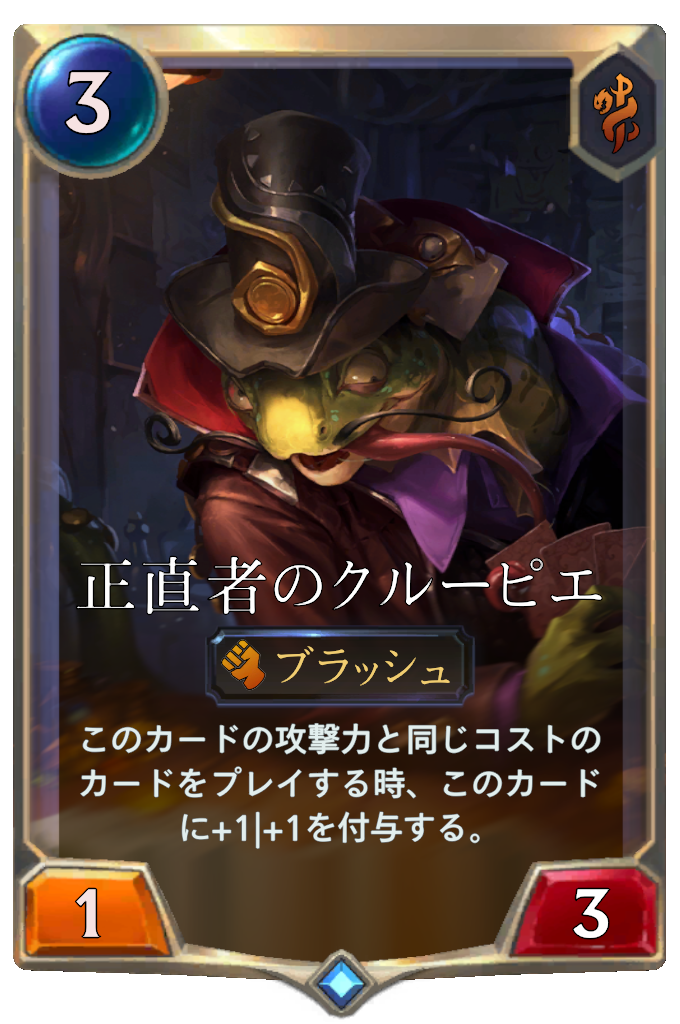 3
正直者のクルーピエ
ブラッシュ
このカードの攻撃力と同じコストの
カードをプレイする時、このカード
に+1|+1を付与する。
1
3